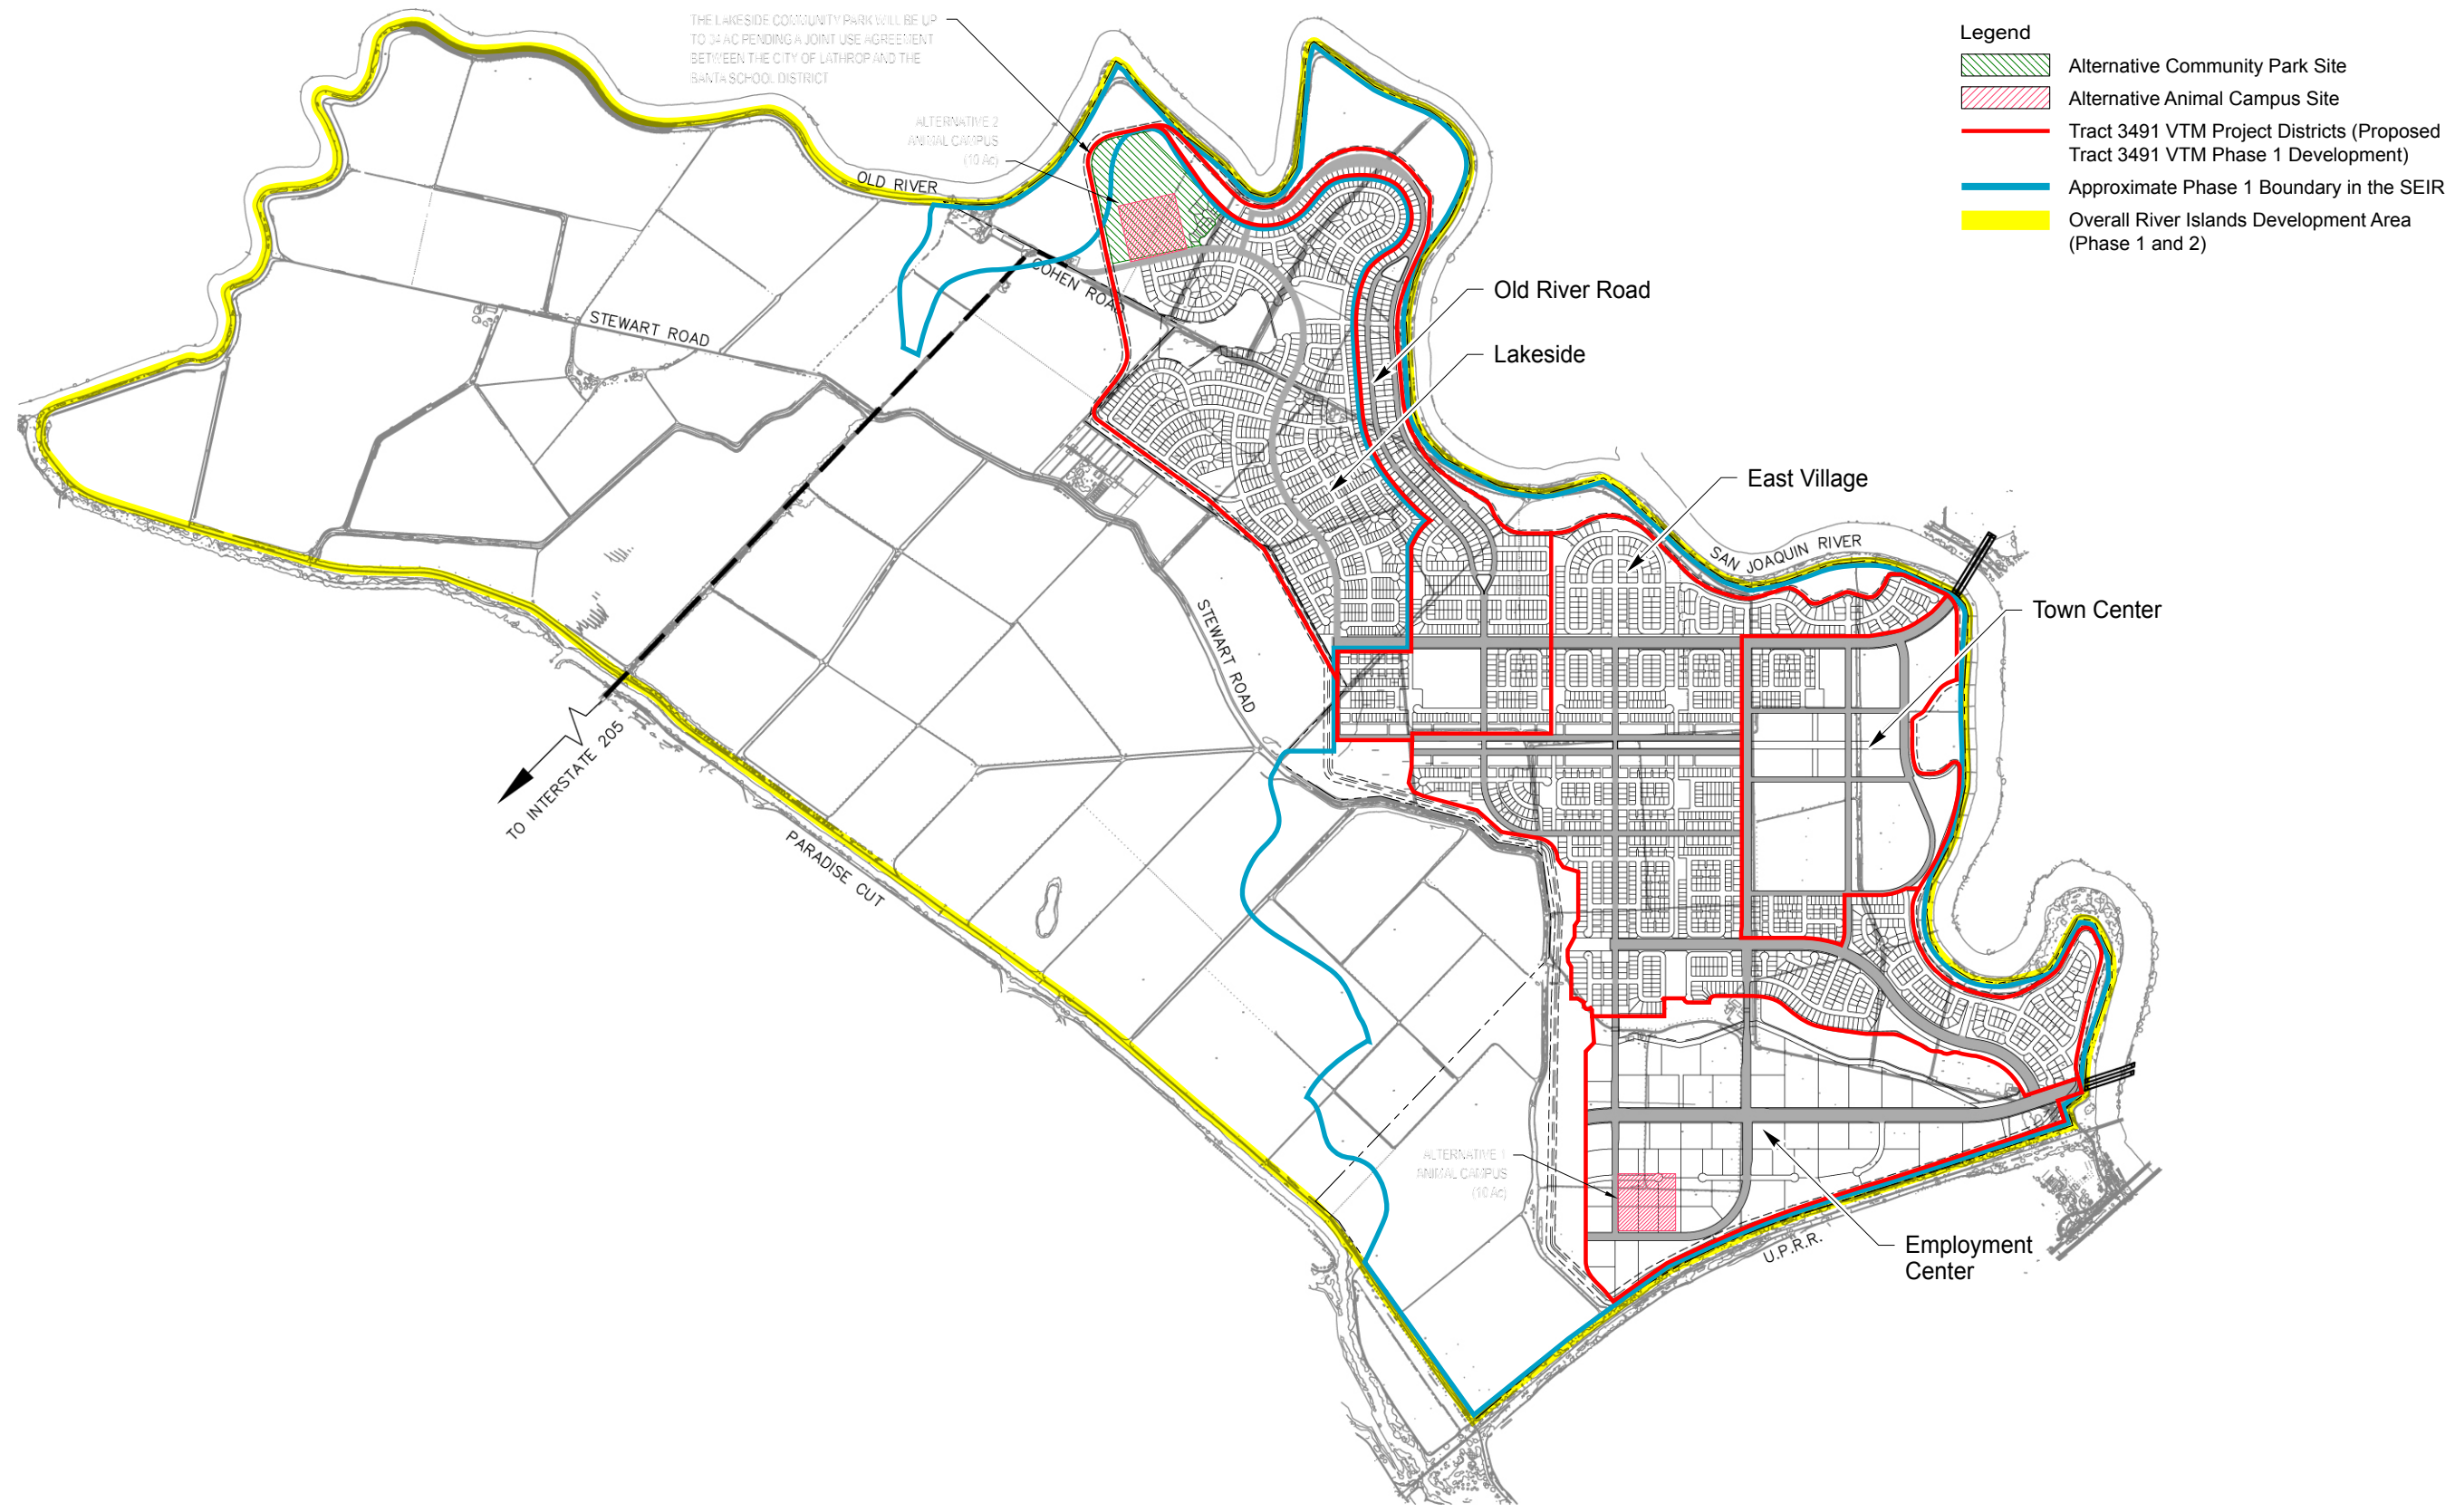 THE LAKESIDE COMMUNITY PARK WILL BE UP
TO 34 AC PENDING A JOINT USE AGREEMENT
BETWEEN THE CITY OF LATHROP AND THE
BANTA SCHOOL DISTRICT
ALTERNATIVE 2
ANIMAL CAMPUS
(10 Ac)
Legend
Alternative Community Park Site
Alternative Animal Campus Site
Tract 3491 VTM Project Districts (Proposed
Tract 3491 VTM Phase 1 Development)
Approximate Phase 1 Boundary in the SEIR
Overall River Islands Development Area
(Phase 1 and 2)
OLD RIVER
COHEN ROAD
STEWART ROAD
Old River Road
Lakeside
East Village
SAN JOAQUIN RIVER
Town Center
STEWART ROAD
TO INTERSTATE 205
PARADISE CUT
ALTERNATIVE 1
ANIMAL CAMPUS
(10 Ac)
U.P.R.R.
Employment
Center